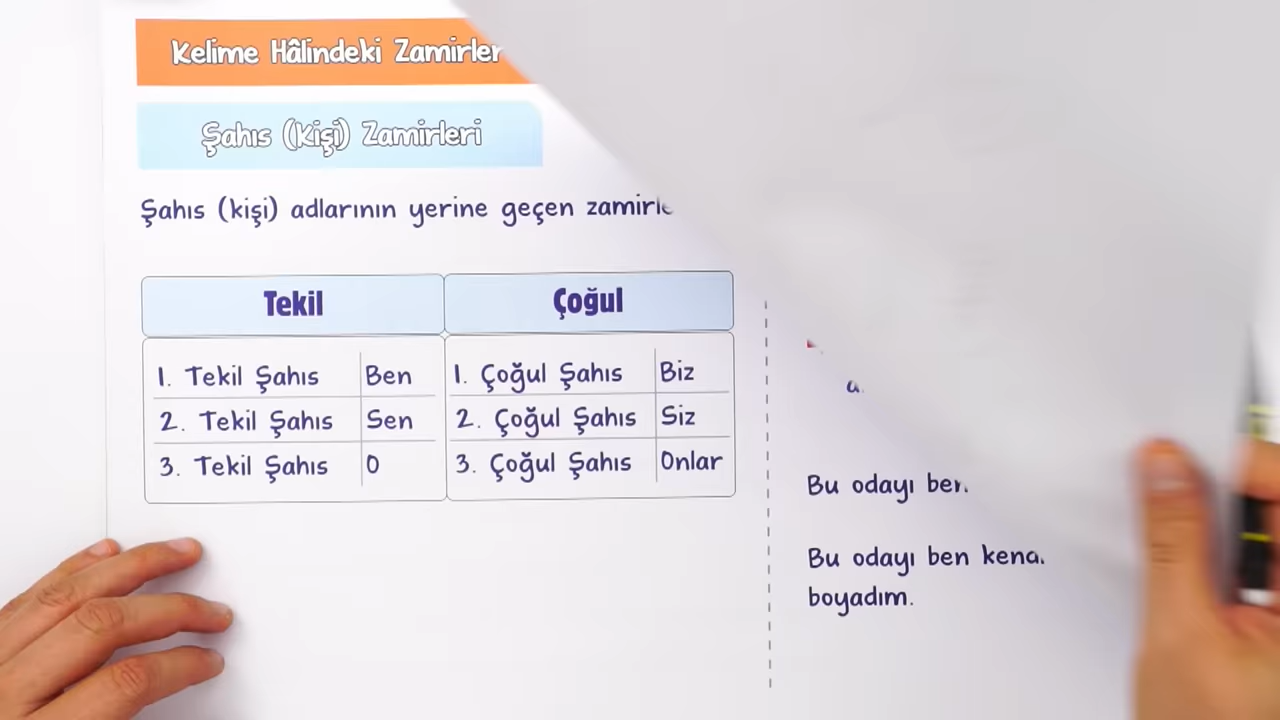 Kelime Hâlindeki Zamirler
Şahıs (Kişi) Zamirleri
Şahıs (kişi) adlarının yerine geçen
Tekil Çoğul
1. Tekil Şahıs Ben 1. Çoğul Şahıs Biz
2. Tekil Şahıs Sen 2. Çoğul Şahıs Siz
3. Tekil Şahıs O 3. Çoğul Şahıs Onlar
Bu odayı
Bu odayı ben
boyadım.